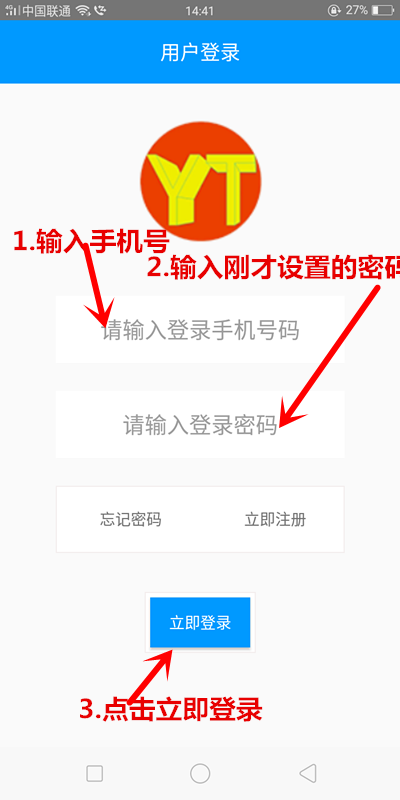 4G 中国联通 14:41 27%
用户登录
YT
1.输入手机号
2.输入刚才设置的密码
请输入登录手机号码
请输入登录密码
忘记密码 立即注册
立即登录
3.点击立即登录